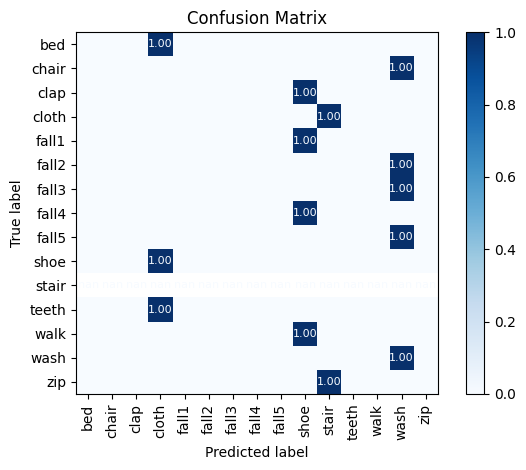 Confusion Matrix
bed 1.00
chair 1.00
clap 1.00
cloth 1.00
fall1 1.00
fall2 1.00
fall3 1.00
fall4 1.00
fall5 1.00
shoe 1.00
stair
teeth 1.00
walk 1.00
wash 1.00
zip 1.00
True label
bed chair clap cloth fall1 fall2 fall3 fall4 fall5 shoe stair teeth walk wash zip
Predicted label
1.0
0.8
0.6
0.4
0.2
0.0